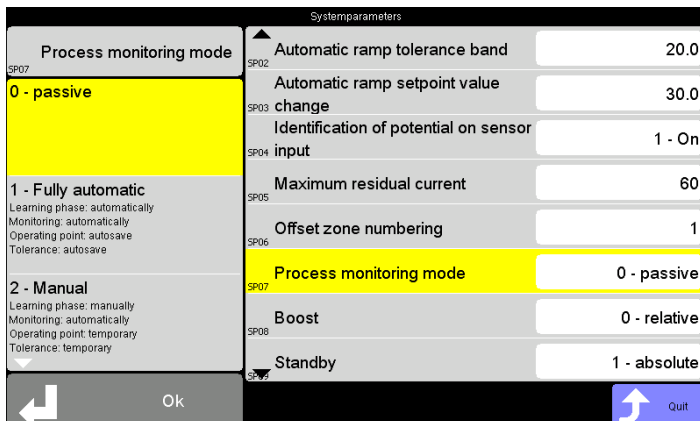 Systemparameters
Process monitoring mode
SP07
0 - passive
1 - Fully automatic
Learning phase: automatically
Monitoring: automatically
Operating point: autosave
Tolerance: autosave
2 - Manual
Learning phase: manually
Monitoring: automatically
Operating point: temporary
Tolerance: temporary
Ok
SP02 Automatic ramp tolerance band 20.0
Automatic ramp setpoint value
SP03 change 30.0
Identification of potential on sensor
SP04 input 1 - On
SP05 Maximum residual current 60
SP06 Offset zone numbering 1
SP07 Process monitoring mode 0 - passive
SP08 Boost 0 - relative
SP09 Standby 1 - absolute
Quit